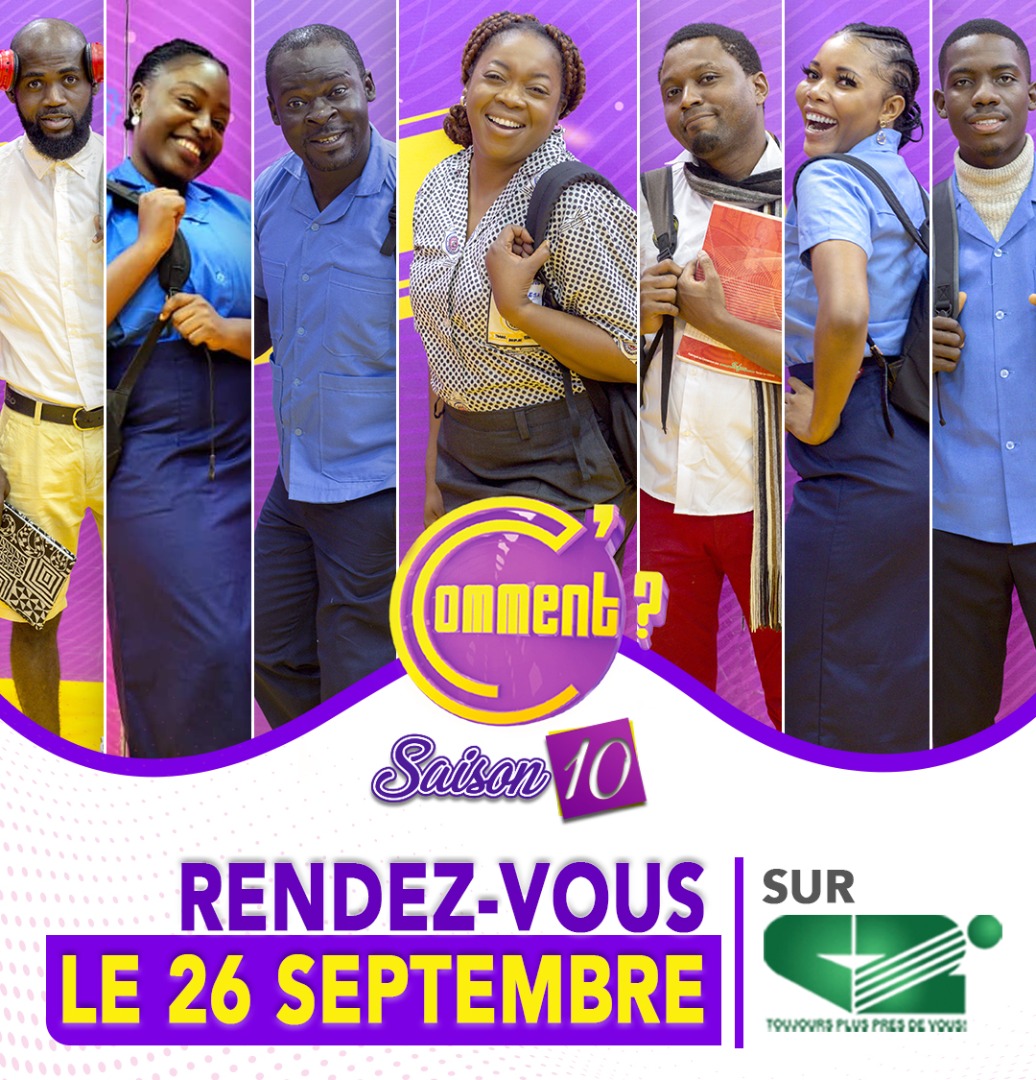 C'omment?
Saison 10
RENDEZ-VOUS
LE 26 SEPTEMBRE
SUR
TOUJOURS PLUS PRES DE VOUS!